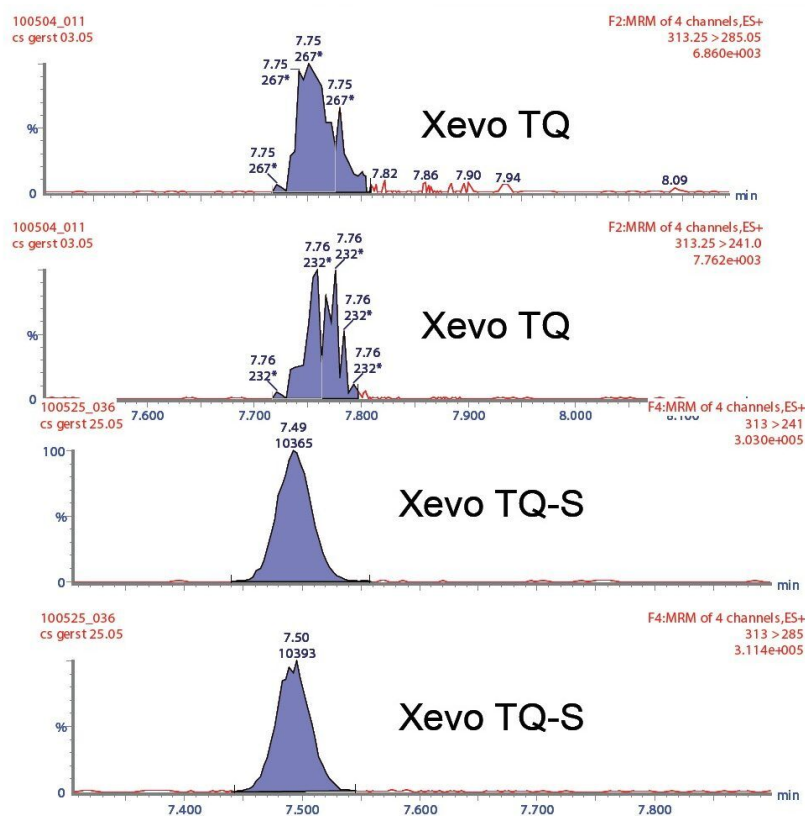 100504_011
cs gerst 03.05
F2:MRM of 4 channels,ES+
313.25 > 285.05
6.860e+003
7.75
267*
7.75
267*
7.75
267*
7.75
267*
Xevo TQ
%
0
7.82
7.86
7.90
7.94
8.09
min
100504_011
cs gerst 03.05
F2:MRM of 4 channels,ES+
313.25 > 241.0
7.762e+003
7.76
232*
7.76
232*
7.76
232*
7.76
232*
7.76
232*
Xevo TQ
%
0
7.600
7.700
7.800
7.900
8.000
8.100
100525_036
cs gerst 25.05
F4:MRM of 4 channels,ES+
313 > 241
3.030e+005
7.49
10365
Xevo TQ-S
100
%
0
min
100525_036
cs gerst 25.05
F4:MRM of 4 channels,ES+
313 > 285
3.114e+005
7.50
10393
Xevo TQ-S
%
0
7.400
7.500
7.600
7.700
7.800
min